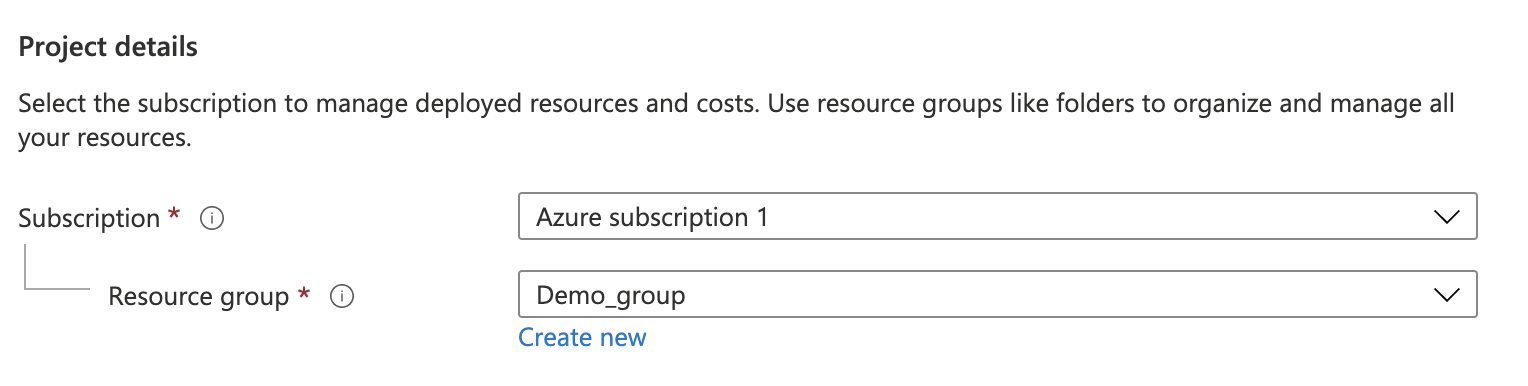 Project details
Select the subscription to manage deployed resources and costs. Use resource groups like folders to organize and manage all
your resources.
Subscription *
Azure subscription 1
Resource group *
Demo_group
Create new